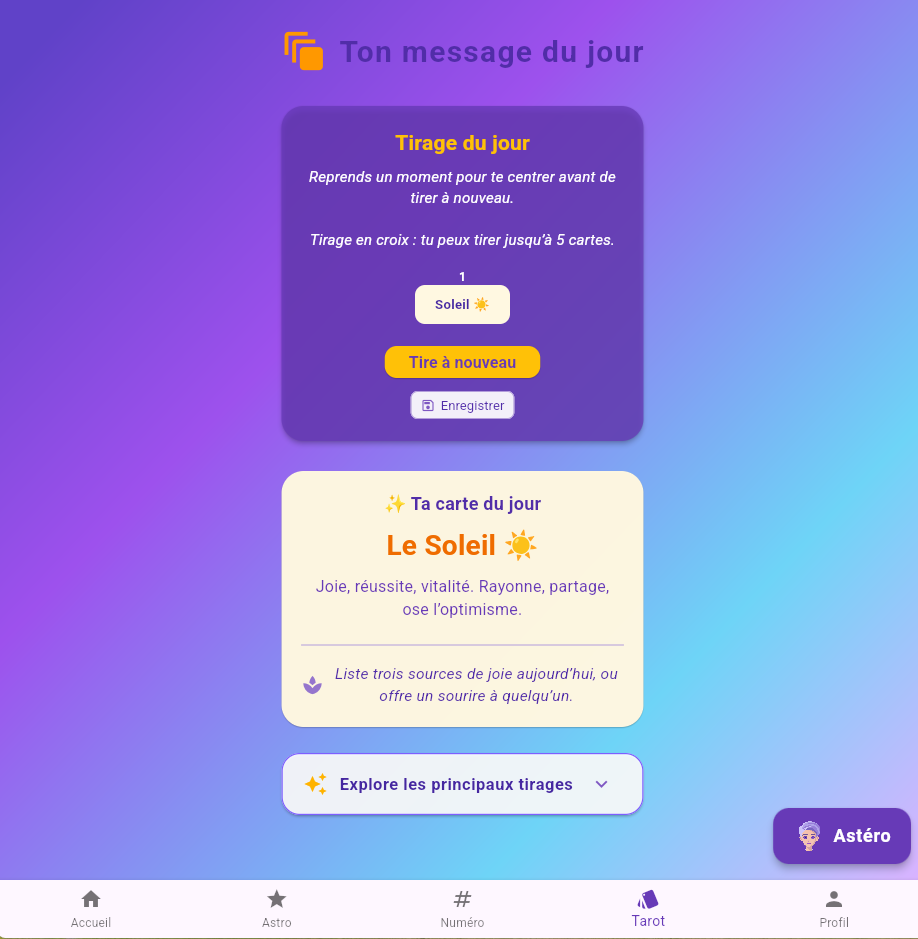 Ton message du jour
Tirage du jour
Reprends un moment pour te centrer avant de
tirer à nouveau.
Tirage en croix : tu peux tirer jusqu’à 5 cartes.
1
Soleil ☀️
Tire à nouveau
Enregistrer
✨ Ta carte du jour
Le Soleil ☀️
Joie, réussite, vitalité. Rayonne, partage,
ose l’optimisme.
Liste trois sources de joie aujourd’hui, ou
offre un sourire à quelqu’un.
Explore les principaux tirages
Astéro
Accueil
Astro
Numéro
Tarot
Profil